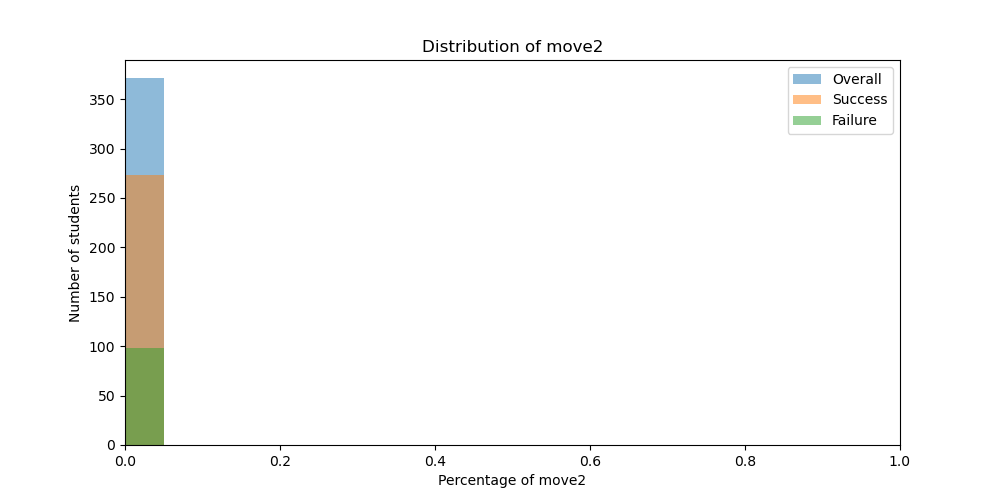 Distribution of move2
Overall
Success
Failure
Number of students
350
300
250
200
150
100
50
0
0.0 0.2 0.4 0.6 0.8 1.0
Percentage of move2